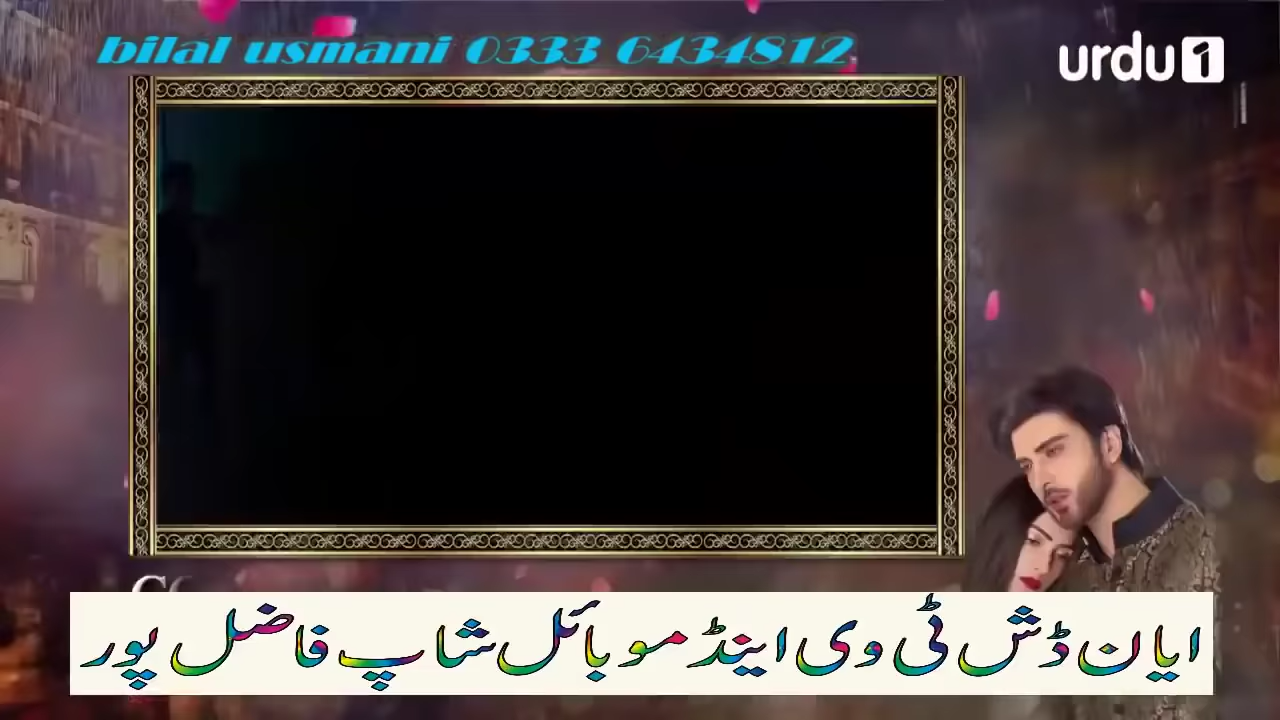 bilal usmani 0333 6434812
urdu1
ایان ڈش ٹی وی اینڈ موبائل شاپ فاضل پور